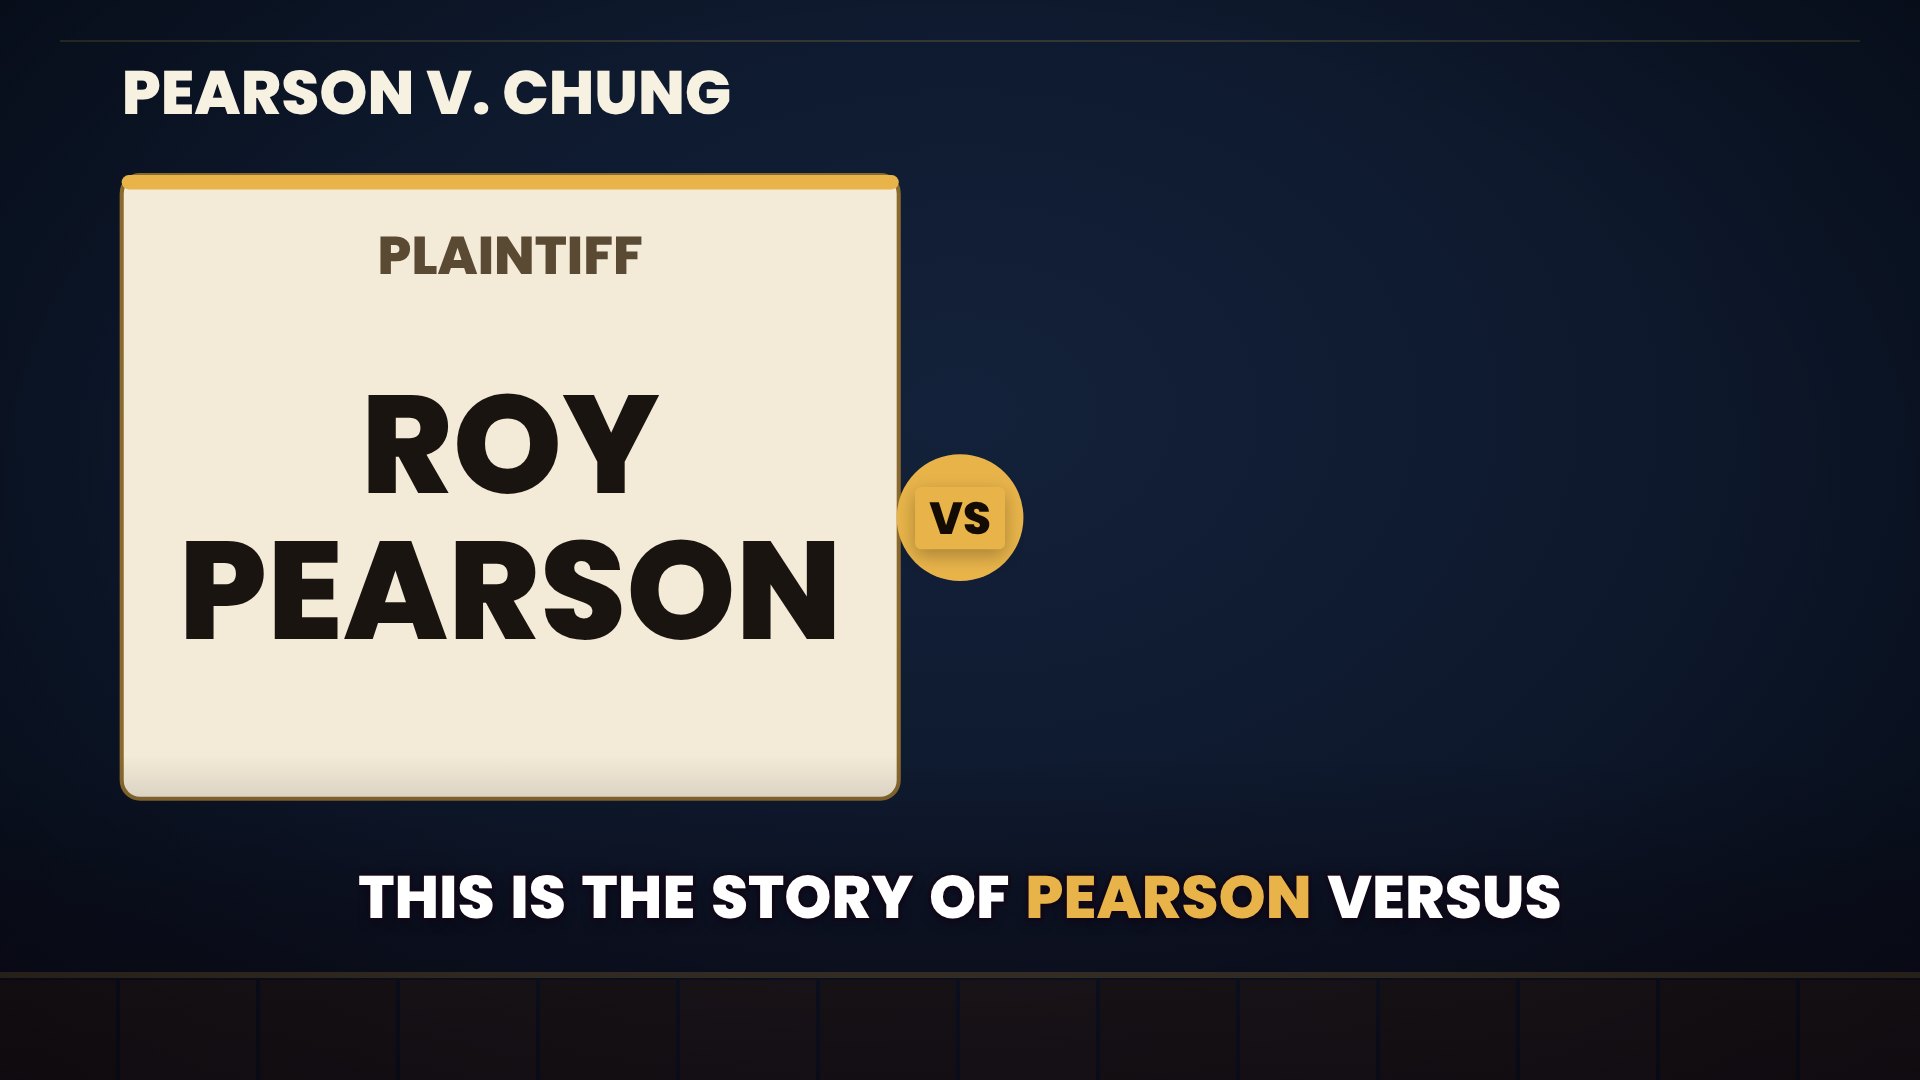 PEARSON V. CHUNG
PLAINTIFF
ROY
PEARSON
VS
THIS IS THE STORY OF PEARSON VERSUS